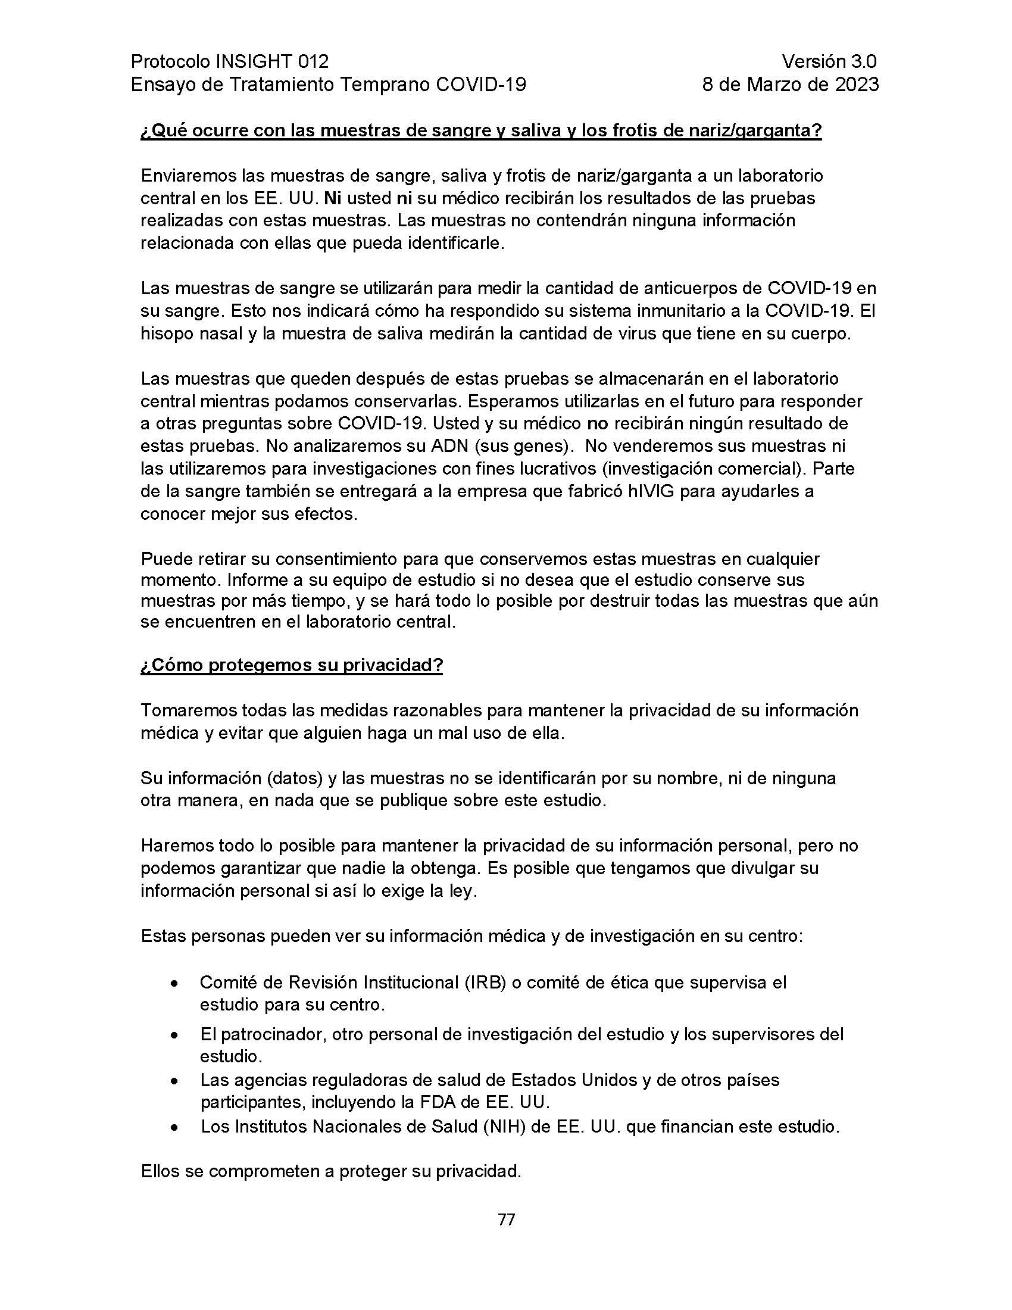 Protocolo INSIGHT 012 Versión 3.0
Ensayo de Tratamiento Temprano COVID-19 8 de Marzo de 2023
¿Qué ocurre con las muestras de sangre y saliva y los frotis de nariz/garganta?
Enviaremos las muestras de sangre, saliva y frotis de nariz/garganta a un laboratorio
central en los EE. UU. Ni usted ni su médico recibirán los resultados de las pruebas
realizadas con estas muestras. Las muestras no contendrán ninguna información
relacionada con ellas que pueda identificarle.
Las muestras de sangre se utilizarán para medir la cantidad de anticuerpos de COVID-19 en
su sangre. Esto nos indicará cómo ha respondido su sistema inmunitario a la COVID-19. El
hisopo nasal y la muestra de saliva medirán la cantidad de virus que tiene en su cuerpo.
Las muestras que queden después de estas pruebas se almacenarán en el laboratorio
central mientras podamos conservarlas. Esperamos utilizarlas en el futuro para responder
a otras preguntas sobre COVID-19. Usted y su médico no recibirán ningún resultado de
estas pruebas. No analizaremos su ADN (sus genes). No venderemos sus muestras ni
las utilizaremos para investigaciones con fines lucrativos (investigación comercial). Parte
de la sangre también se entregará a la empresa que fabricó hIVIG para ayudarles a
conocer mejor sus efectos.
Puede retirar su consentimiento para que conservemos estas muestras en cualquier
momento. Informe a su equipo de estudio si no desea que el estudio conserve sus
muestras por más tiempo, y se hará todo lo posible por destruir todas las muestras que aún
se encuentren en el laboratorio central.
¿Cómo protegemos su privacidad?
Tomaremos todas las medidas razonables para mantener la privacidad de su información
médica y evitar que alguien haga un mal uso de ella.
Su información (datos) y las muestras no se identificarán por su nombre, ni de ninguna
otra manera, en nada que se publique sobre este estudio.
Haremos todo lo posible para mantener la privacidad de su información personal, pero no
podemos garantizar que nadie la obtenga. Es posible que tengamos que divulgar su
información personal si así lo exige la ley.
Estas personas pueden ver su información médica y de investigación en su centro:
• Comité de Revisión Institucional (IRB) o comité de ética que supervisa el
estudio para su centro.
• El patrocinador, otro personal de investigación del estudio y los supervisores del
estudio.
• Las agencias reguladoras de salud de Estados Unidos y de otros países
participantes, incluyendo la FDA de EE. UU.
• Los Institutos Nacionales de Salud (NIH) de EE. UU. que financian este estudio.
Ellos se comprometen a proteger su privacidad.
77